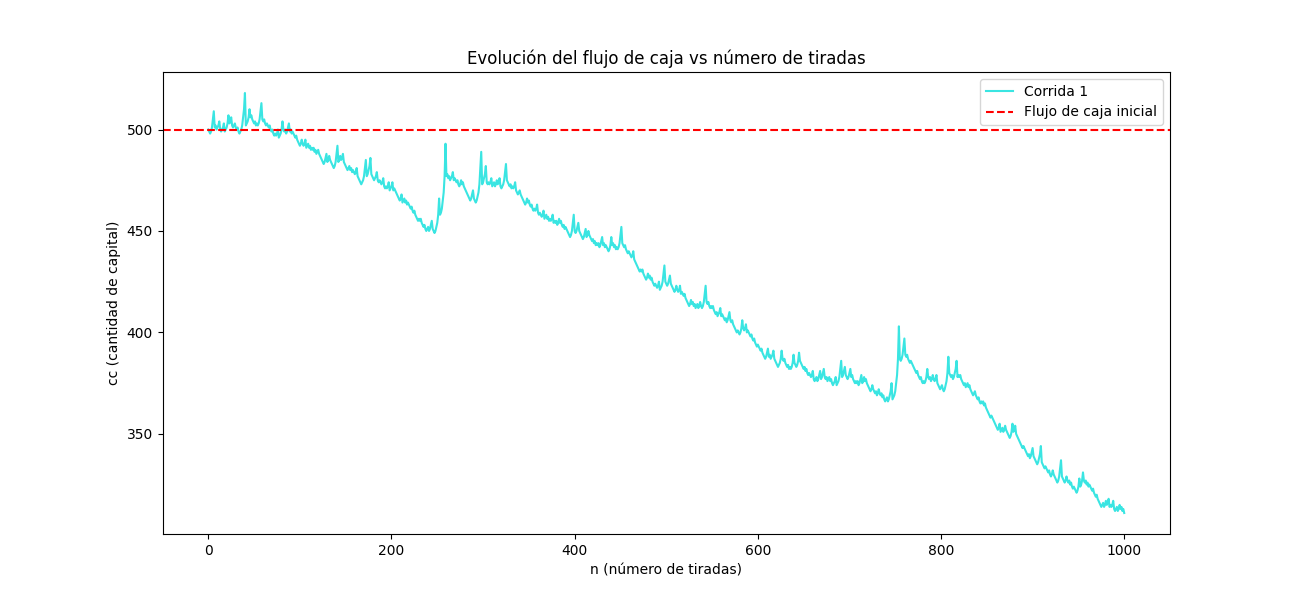 Evolución del flujo de caja vs número de tiradas
Corrida 1
Flujo de caja inicial
500
450
400
350
cc (cantidad de capital)
0 200 400 600 800 1000
n (número de tiradas)